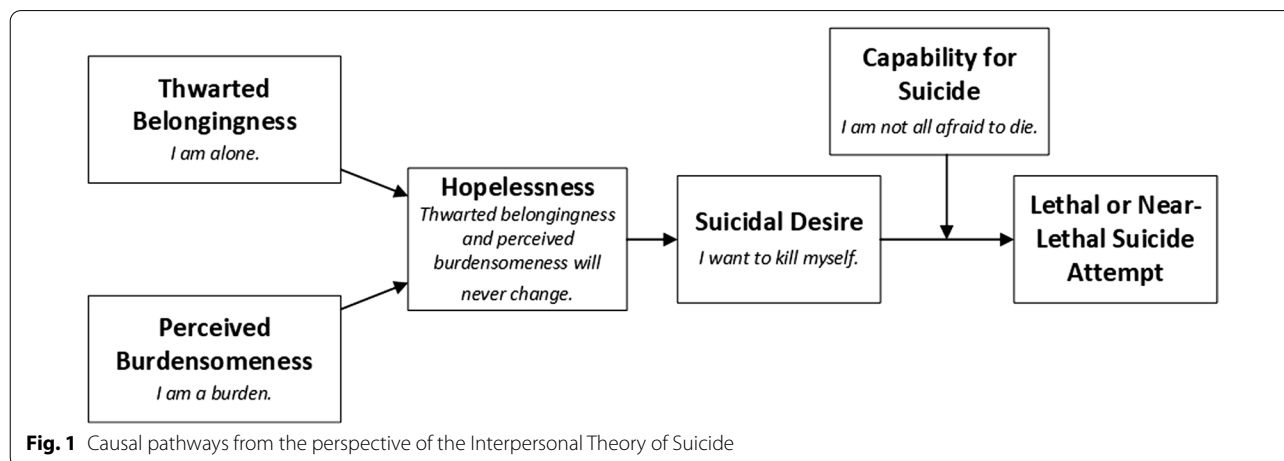 Thwarted
Belongingness
I am alone.
Perceived
Burdensomeness
I am a burden.
Hopelessness
Thwarted belongingness
and perceived
burdensomeness will
never change.
Suicidal Desire
I want to kill myself.
Capability for
Suicide
I am not all afraid to die.
Lethal or Near-
Lethal Suicide
Attempt
Fig. 1 Causal pathways from the perspective of the Interpersonal Theory of Suicide